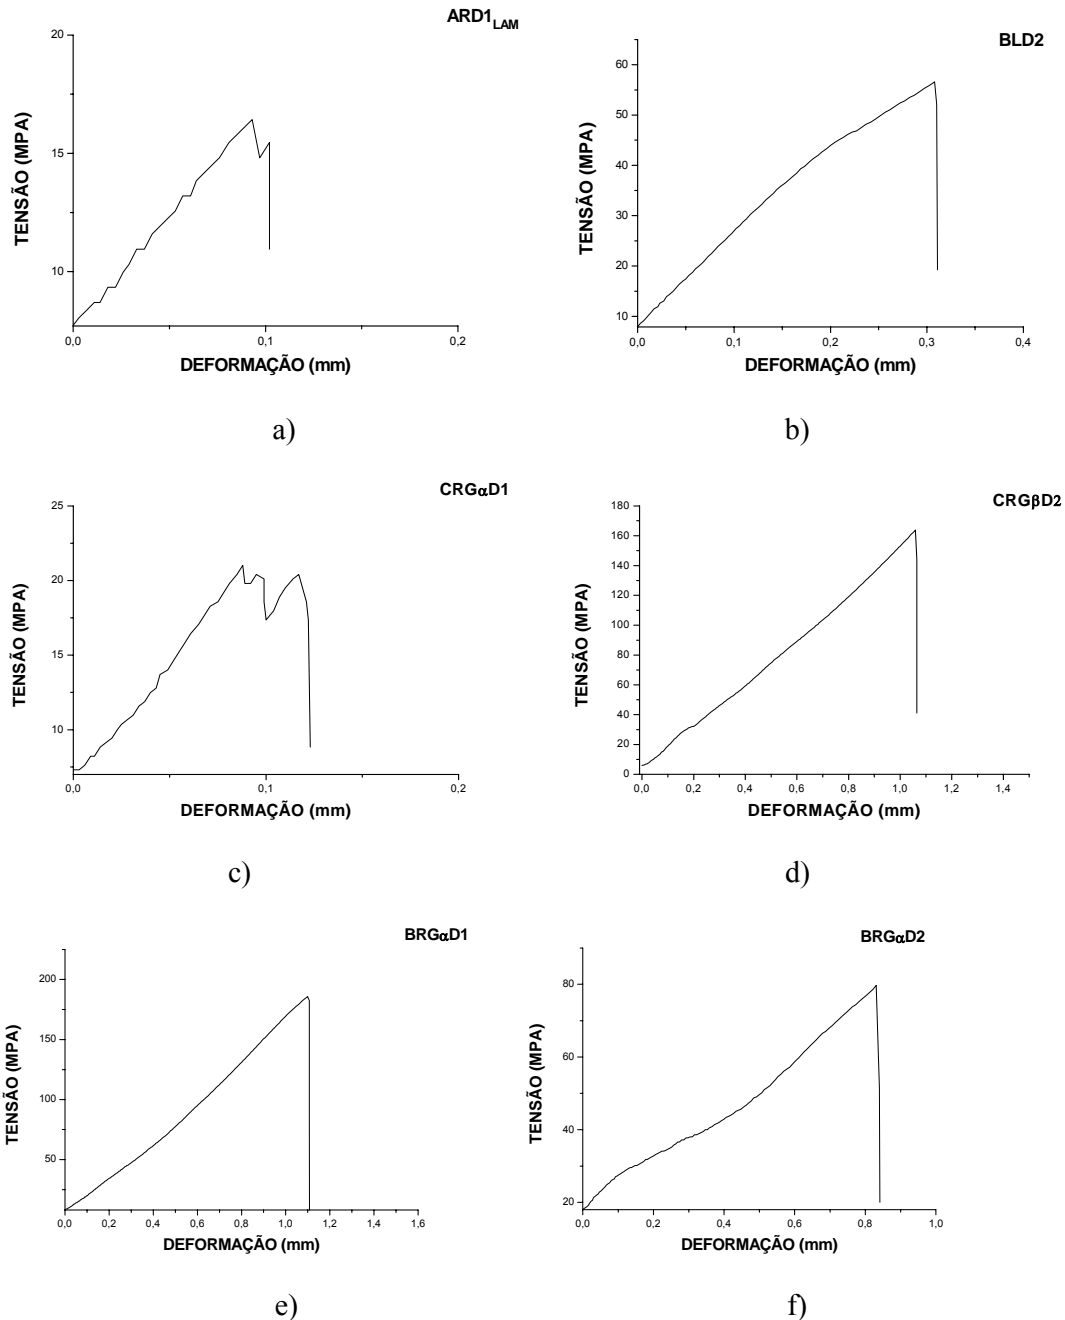 ARD1LAM
TENSÃO (MPA)
20
15
10
0,0 0,1 0,2
DEFORMAÇÃO (mm)
a)
BLD2
TENSÃO (MPA)
60
50
40
30
20
10
0,0 0,1 0,2 0,3 0,4
DEFORMAÇÃO (mm)
b)
CRGαD1
TENSÃO (MPA)
25
20
15
10
0,0 0,1 0,2
DEFORMAÇÃO (mm)
c)
CRGβD2
TENSÃO (MPA)
180
160
140
120
100
80
60
40
20
0
0,0 0,2 0,4 0,6 0,8 1,0 1,2 1,4
DEFORMAÇÃO (mm)
d)
BRGαD1
TENSÃO (MPA)
200
150
100
50
0,0 0,2 0,4 0,6 0,8 1,0 1,2 1,4 1,6
DEFORMAÇÃO (mm)
e)
BRGαD2
TENSÃO (MPA)
80
60
40
20
0,0 0,2 0,4 0,6 0,8 1,0
DEFORMAÇÃO (mm)
f)